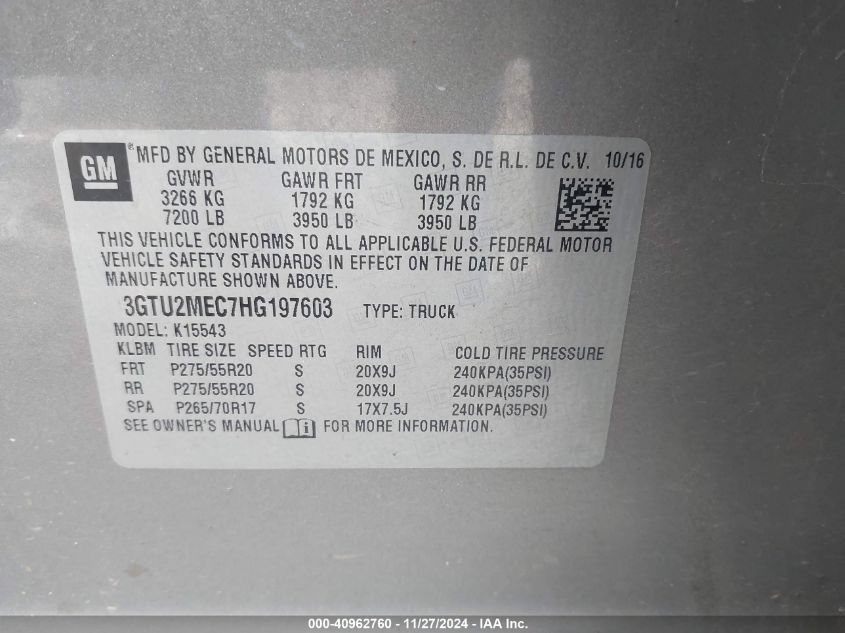 GM ® MFD BY GENERAL MOTORS DE MEXICO, S. DE R.L. DE C.V. 10/16
GVWR GAWR FRT GAWR RR
3266 KG 1792 KG 1792 KG
7200 LB 3950 LB 3950 LB
THIS VEHICLE CONFORMS TO ALL APPLICABLE U.S. FEDERAL MOTOR
VEHICLE SAFETY STANDARDS IN EFFECT ON THE DATE OF
MANUFACTURE SHOWN ABOVE.
3GTU2MEC7HG197603 TYPE: TRUCK
MODEL: K15543
KLBM TIRE SIZE SPEED RTG RIM COLD TIRE PRESSURE
FRT P275/55R20 S 20X9J 240KPA(35PSI)
RR P275/55R20 S 20X9J 240KPA(35PSI)
SPA P265/70R17 S 17X7.5J 240KPA(35PSI)
SEE OWNER'S MANUAL i FOR MORE INFORMATION.
000-40962760 - 11/27/2024 - IAA Inc.